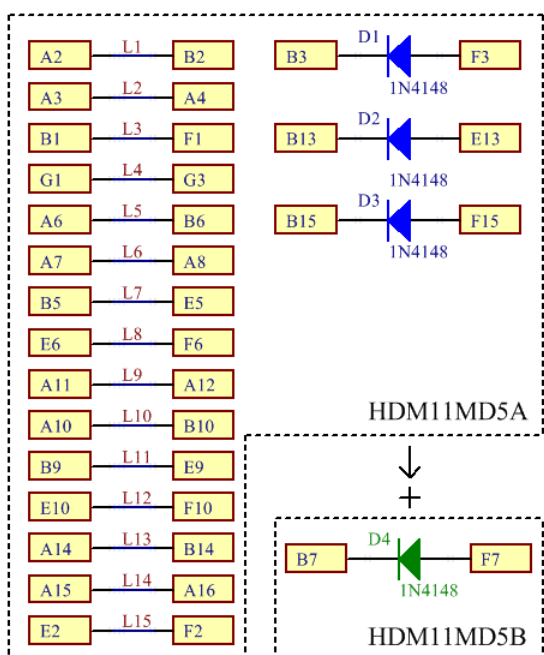 A2 L1 B2
A3 L2 A4
B1 L3 F1
G1 L4 G3
A6 L5 B6
A7 L6 A8
B5 L7 E5
E6 L8 F6
A11 L9 A12
A10 L10 B10
B9 L11 E9
E10 L12 F10
A14 L13 B14
A15 L14 A16
E2 L15 F2
D1
B3 F3
1N4148
D2
B13 E13
1N4148
D3
B15 F15
1N4148
HDM11MD5A
+
D4
B7 F7
1N4148
HDM11MD5B